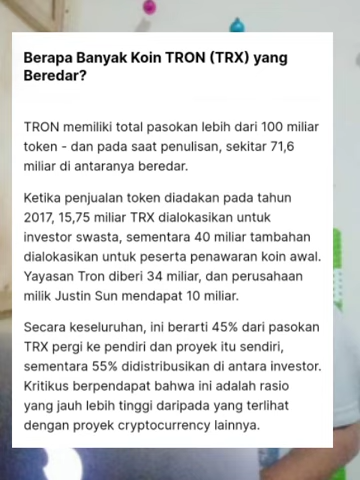 Berapa Banyak Koin TRON (TRX) yang
Beredar?
TRON memiliki total pasokan lebih dari 100 miliar
token - dan pada saat penulisan, sekitar 71,6
miliar di antaranya beredar.
Ketika penjualan token diadakan pada tahun
2017, 15,75 miliar TRX dialokasikan untuk
investor swasta, sementara 40 miliar tambahan
dialokasikan untuk peserta penawaran koin awal.
Yayasan Tron diberi 34 miliar, dan perusahaan
milik Justin Sun mendapat 10 miliar.
Secara keseluruhan, ini berarti 45% dari pasokan
TRX pergi ke pendiri dan proyek itu sendiri,
sementara 55% didistribusikan di antara investor.
Kritikus berpendapat bahwa ini adalah rasio
yang jauh lebih tinggi daripada yang terlihat
dengan proyek cryptocurrency lainnya.